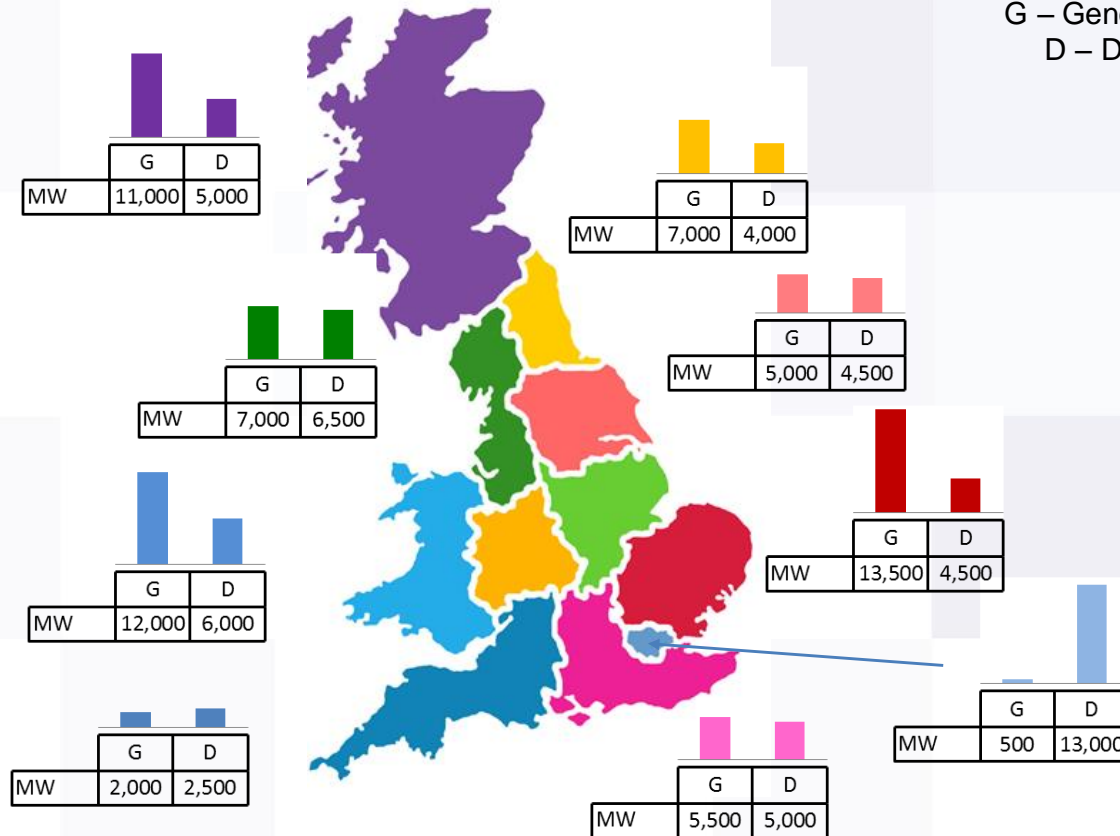 G – Gen
D – D
G D
MW 11,000 5,000
G D
MW 7,000 4,000
G D
MW 5,000 4,500
G D
MW 7,000 6,500
G D
MW 13,500 4,500
G D
MW 12,000 6,000
G D
MW 500 13,000
G D
MW 2,000 2,500
G D
MW 5,500 5,000